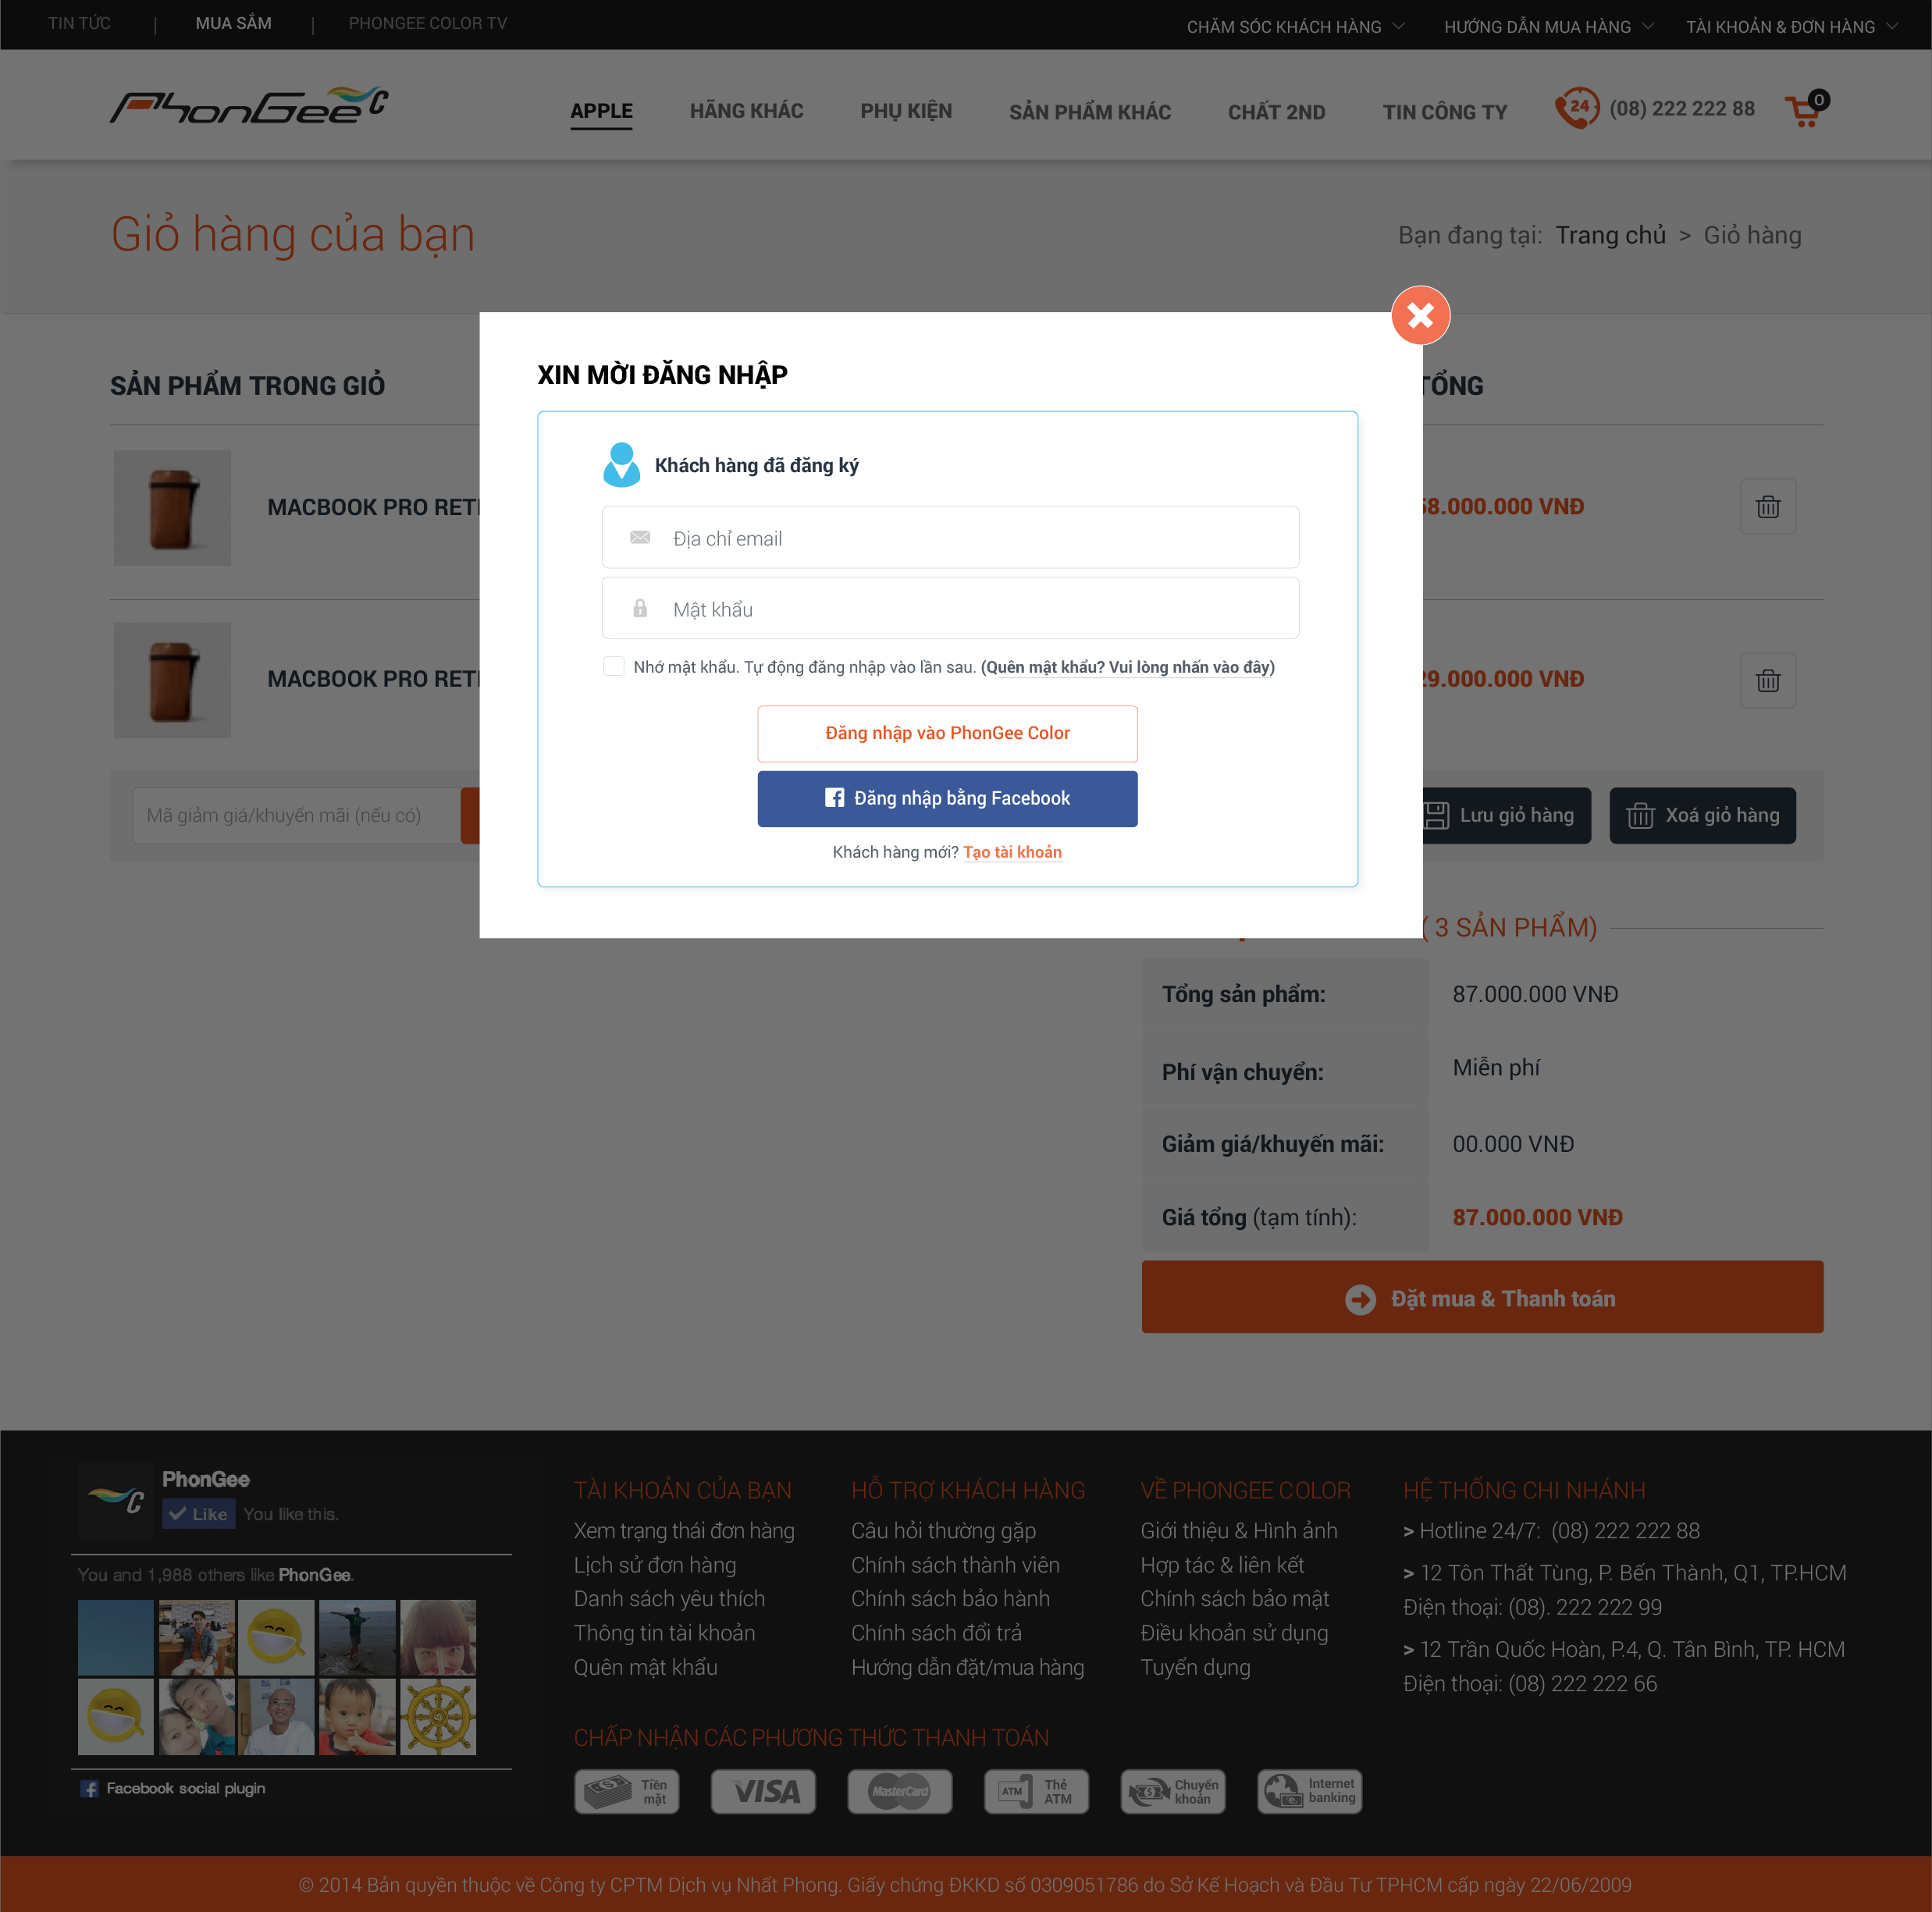 TIN TỨC | MUA SẮM | PHONGEE COLOR TV
CHĂM SÓC KHÁCH HÀNG HƯỚNG DẪN MUA HÀNG TÀI KHOẢN & ĐƠN HÀNG
PhonGee C
APPLE HÃNG KHÁC PHỤ KIỆN SẢN PHẨM KHÁC CHẤT 2ND TIN CÔNG TY 24 (08) 222 222 88 0
Giỏ hàng của bạn
Bạn đang tại: Trang chủ > Giỏ hàng
XIN MỜI ĐĂNG NHẬP
SẢN PHẨM TRONG GIỎ
TỔNG
Khách hàng đã đăng ký
MACBOOK PRO
8.000.000 VNĐ
Địa chỉ email
Mật khẩu
Nhớ mật khẩu. Tự động đăng nhập vào lần sau. (Quên mật khẩu? Vui lòng nhấn vào đây)
MACBOOK PRO
9.000.000 VNĐ
Đăng nhập vào PhonGee Color
Đăng nhập bằng Facebook
Mã giảm giá/khuyến mãi (nếu có)
Lưu giỏ hàng
Xoá giỏ hàng
Khách hàng mới? Tạo tài khoản
( 3 SẢN PHẨM)
Tổng sản phẩm: 87.000.000 VNĐ
Phí vận chuyển: Miễn phí
Giảm giá/khuyến mãi: 00.000 VNĐ
Giá tổng (tạm tính): 87.000.000 VNĐ
Đặt mua & Thanh toán
PhonGee
Like You like this.
You and 1,988 others like PhonGee.
Facebook social plugin
TÀI KHOẢN CỦA BẠN
Xem trạng thái đơn hàng
Lịch sử đơn hàng
Danh sách yêu thích
Thông tin tài khoản
Quên mật khẩu
HỖ TRỢ KHÁCH HÀNG
Câu hỏi thường gặp
Chính sách thành viên
Chính sách bảo hành
Chính sách đổi trả
Hướng dẫn đặt/mua hàng
VỀ PHONGEE COLOR
Giới thiệu & Hình ảnh
Hợp tác & liên kết
Chính sách bảo mật
Điều khoản sử dụng
Tuyển dụng
HỆ THỐNG CHI NHÁNH
> Hotline 24/7: (08) 222 222 88
> 12 Tôn Thất Tùng, P. Bến Thành, Q1, TP.HCM
Điện thoại: (08). 222 222 99
> 12 Trần Quốc Hoàn, P.4, Q. Tân Bình, TP. HCM
Điện thoại: (08) 222 222 66
CHẤP NHẬN CÁC PHƯƠNG THỨC THANH TOÁN
Tiền mặt
VISA
MasterCard
ATM Thẻ ATM
Chuyển khoản
Internet banking
© 2014 Bản quyền thuộc về Công ty CPTM Dịch vụ Nhất Phong. Giấy chứng ĐKKD số 0309051786 do Sở Kế Hoạch và Đầu Tư TPHCM cấp ngày 22/06/2009